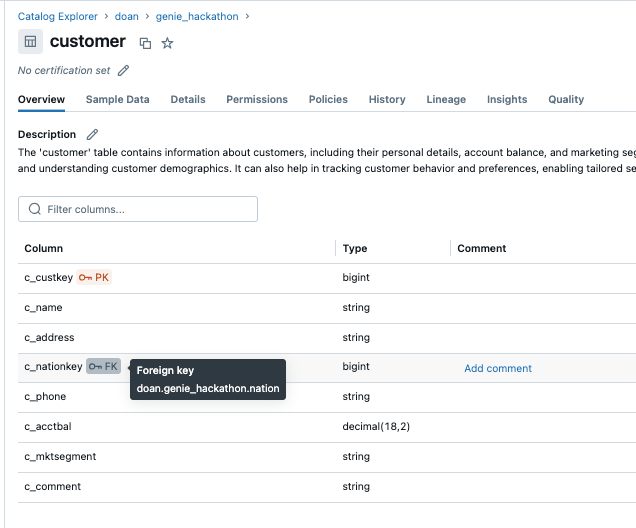 Catalog Explorer > doan > genie_hackathon >
customer
No certification set
Overview Sample Data Details Permissions Policies History Lineage Insights Quality
Description
The 'customer' table contains information about customers, including their personal details, account balance, and marketing
and understanding customer demographics. It can also help in tracking customer behavior and preferences, enabling tailored
Filter columns...
Column Type Comment
c_custkey PK bigint
c_name string
c_address string
c_nationkey FK bigint Add comment
Foreign key
doan.genie_hackathon.nation
c_phone string
c_acctbal decimal(18,2)
c_mktsegment string
c_comment string